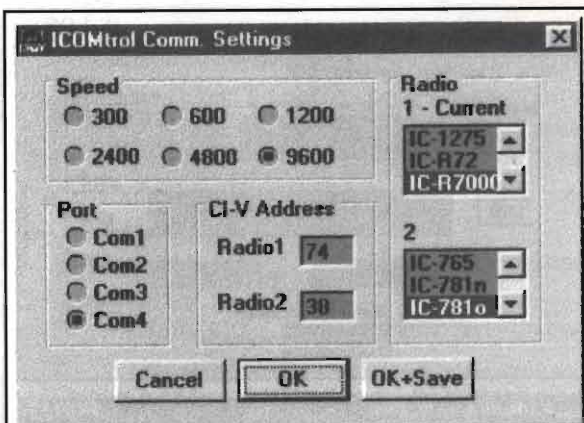 ICOMtrol Comm. Settings
Speed
300 600 1200
2400 4800 9600
Port
Com1
Com2
Com3
Com4
CI-V Address
Radio1 74
Radio2 38
Radio
1 - Current
IC-1275
IC-R72
IC-R7000
2
IC-765
IC-781n
IC-781o
Cancel OK OK+Save